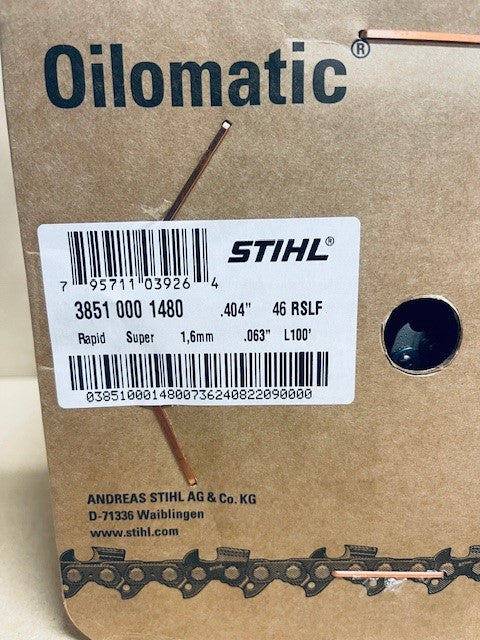 Oilomatic®
STIHL®
7 95711 03926 4
3851 000 1480 .404" 46 RSLF
Rapid Super 1,6mm .063" L100'
0385100014800736240822090000
ANDREAS STIHL AG & Co. KG
D-71336 Waiblingen
www.stihl.com